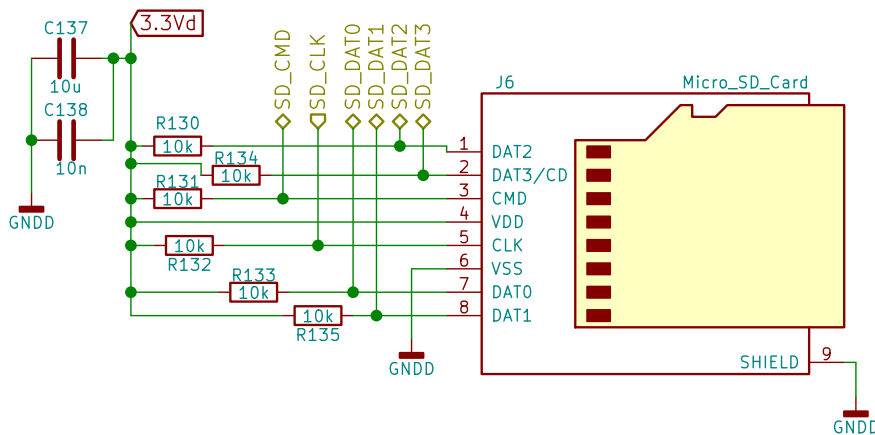 3.3Vd
C137
10u
C138
10n
GNDD
SD_CMD
SD_CLK
SD_DAT0
SD_DAT1
SD_DAT2
SD_DAT3
R130
10k
R134
10k
R131
10k
10k
R132
R133
10k
10k
R135
GNDD
J6
Micro_SD_Card
1 DAT2
2 DAT3/CD
3 CMD
4 VDD
5 CLK
6 VSS
7 DAT0
8 DAT1
SHIELD 9
GNDD